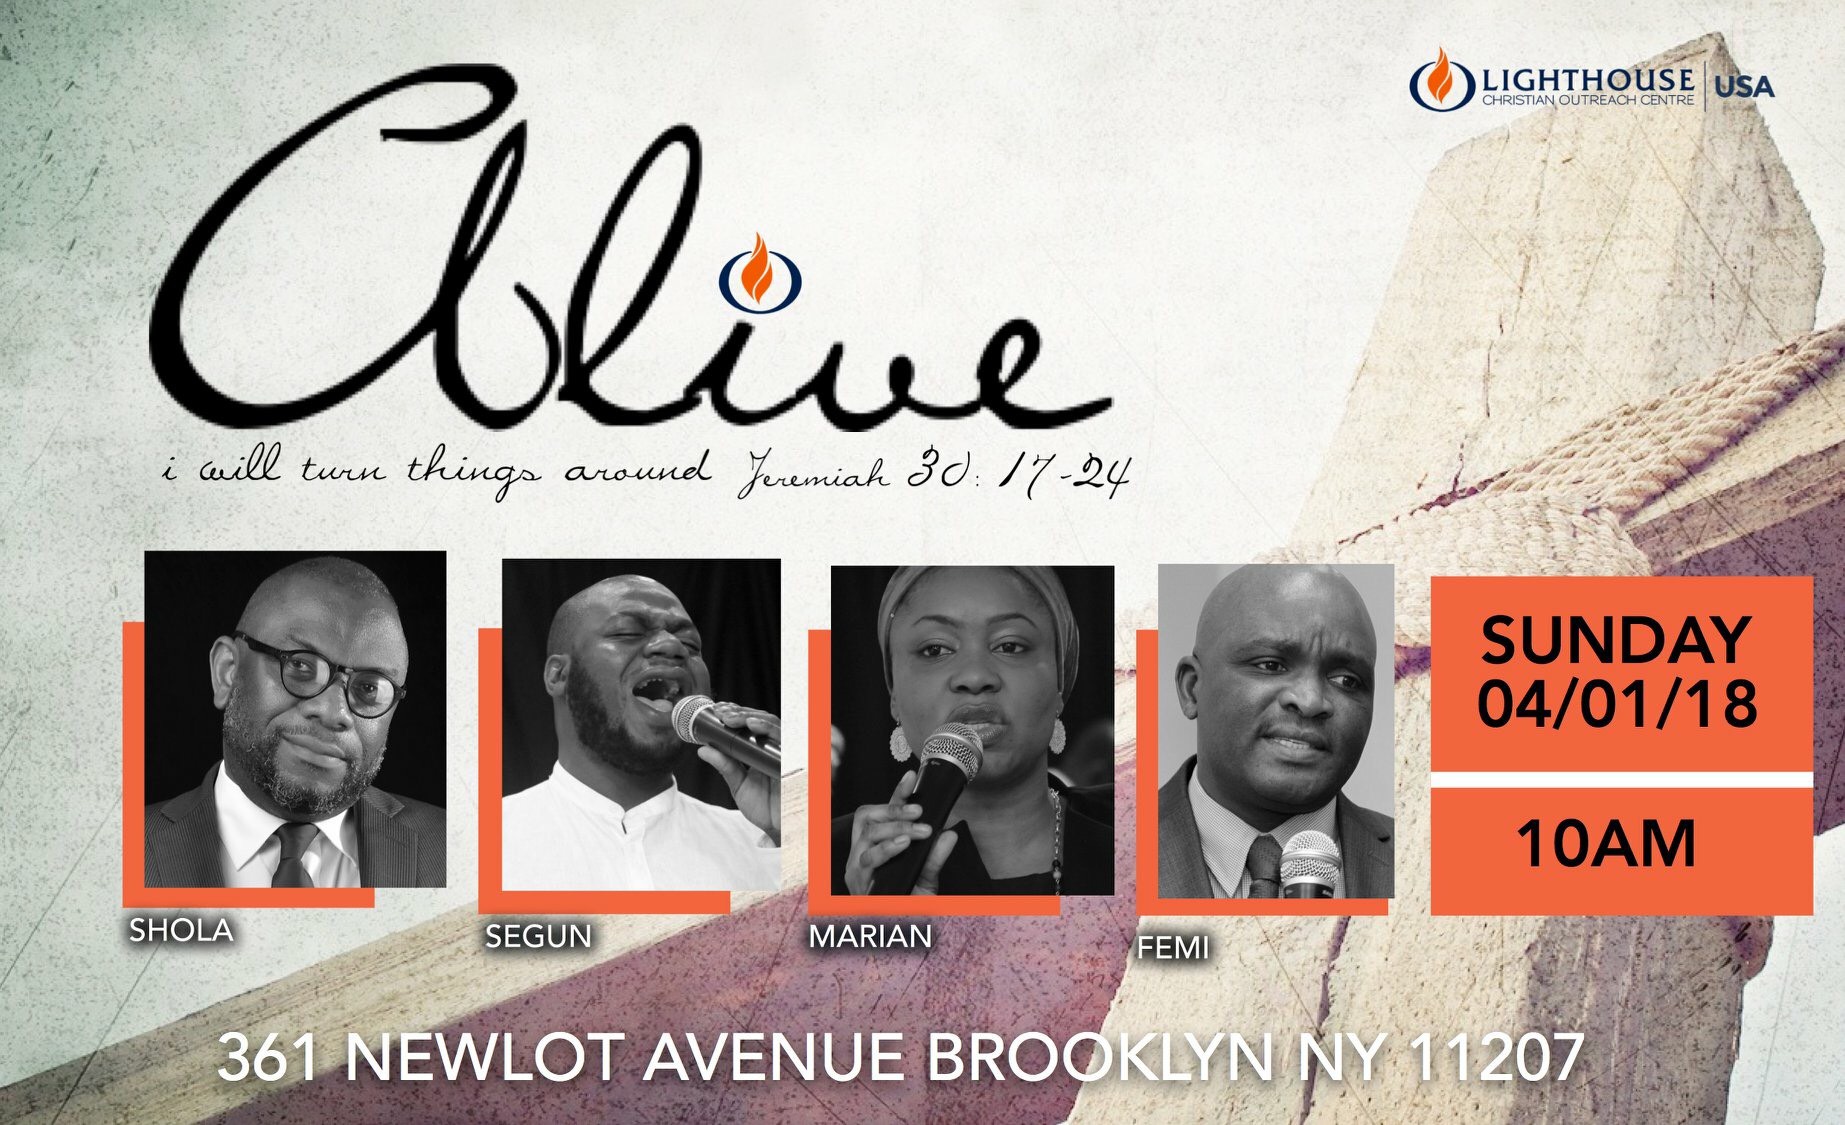 LIGHTHOUSE
CHRISTIAN OUTREACH CENTRE
USA
Alive
i will turn things around Jeremiah 30: 17-24
SHOLA
SEGUN
MARIAN
FEMI
SUNDAY
04/01/18
10AM
361 NEWLOT AVENUE BROOKLYN NY 11207